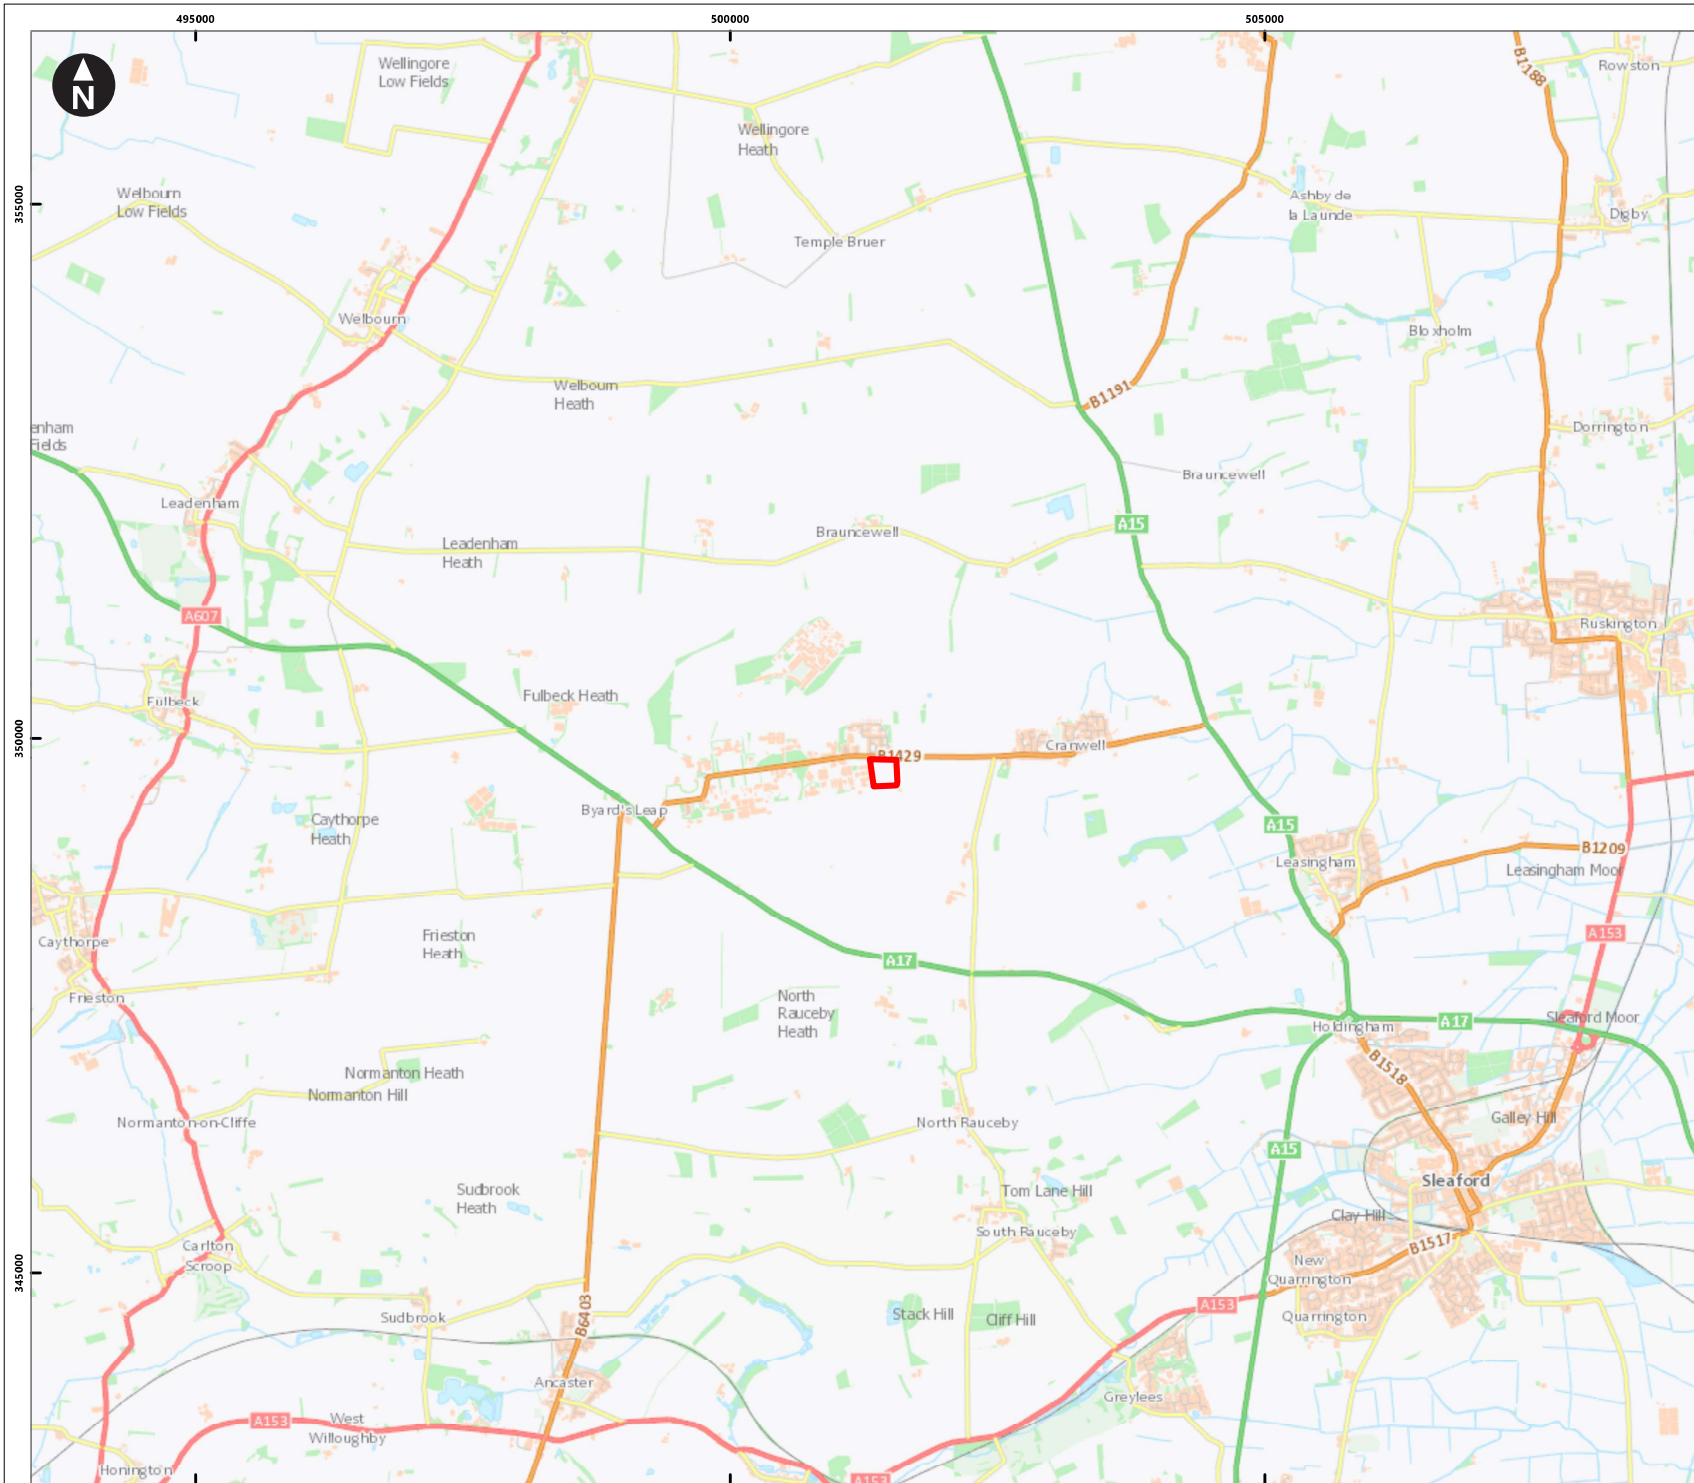 495000
500000
505000
N
Wellingore
Low Fields
B1188
Rowston
Wellingore
Heath
355000
Welbourn
Low Fields
Ashby de
la Launde
Digby
Temple Bruer
Welbourn
Bloxholm
Welbourn
Heath
B1191
enham
Fields
Dorrington
Brauncewell
Leadenham
A15
Brauncewell
Leadenham
Heath
A607
Ruskington
Fulbeck
Fulbeck Heath
350000
B1429
Cranwell
Byard's Leap
Caythorpe
Heath
A15
B1209
Leasingham
Leasingham Moor
Caythorpe
Frieston
Heath
A153
A17
Frieston
North
Rauceby
Heath
Holdingham
A17
Sleaford Moor
B1518
Normanton Heath
Normanton Hill
Normanton-on-Cliffe
North Rauceby
Galley Hill
A15
Sleaford
Sudbrook
Heath
Tom Lane Hill
Clay Hill
South Rauceby
Carlton
Scroop
B1517
New
Quarrington
345000
A153
Sudbrook
B6403
Stack Hill
Cliff Hill
Quarrington
Ancaster
Greylees
A153
West
Willoughby
Honington
A153